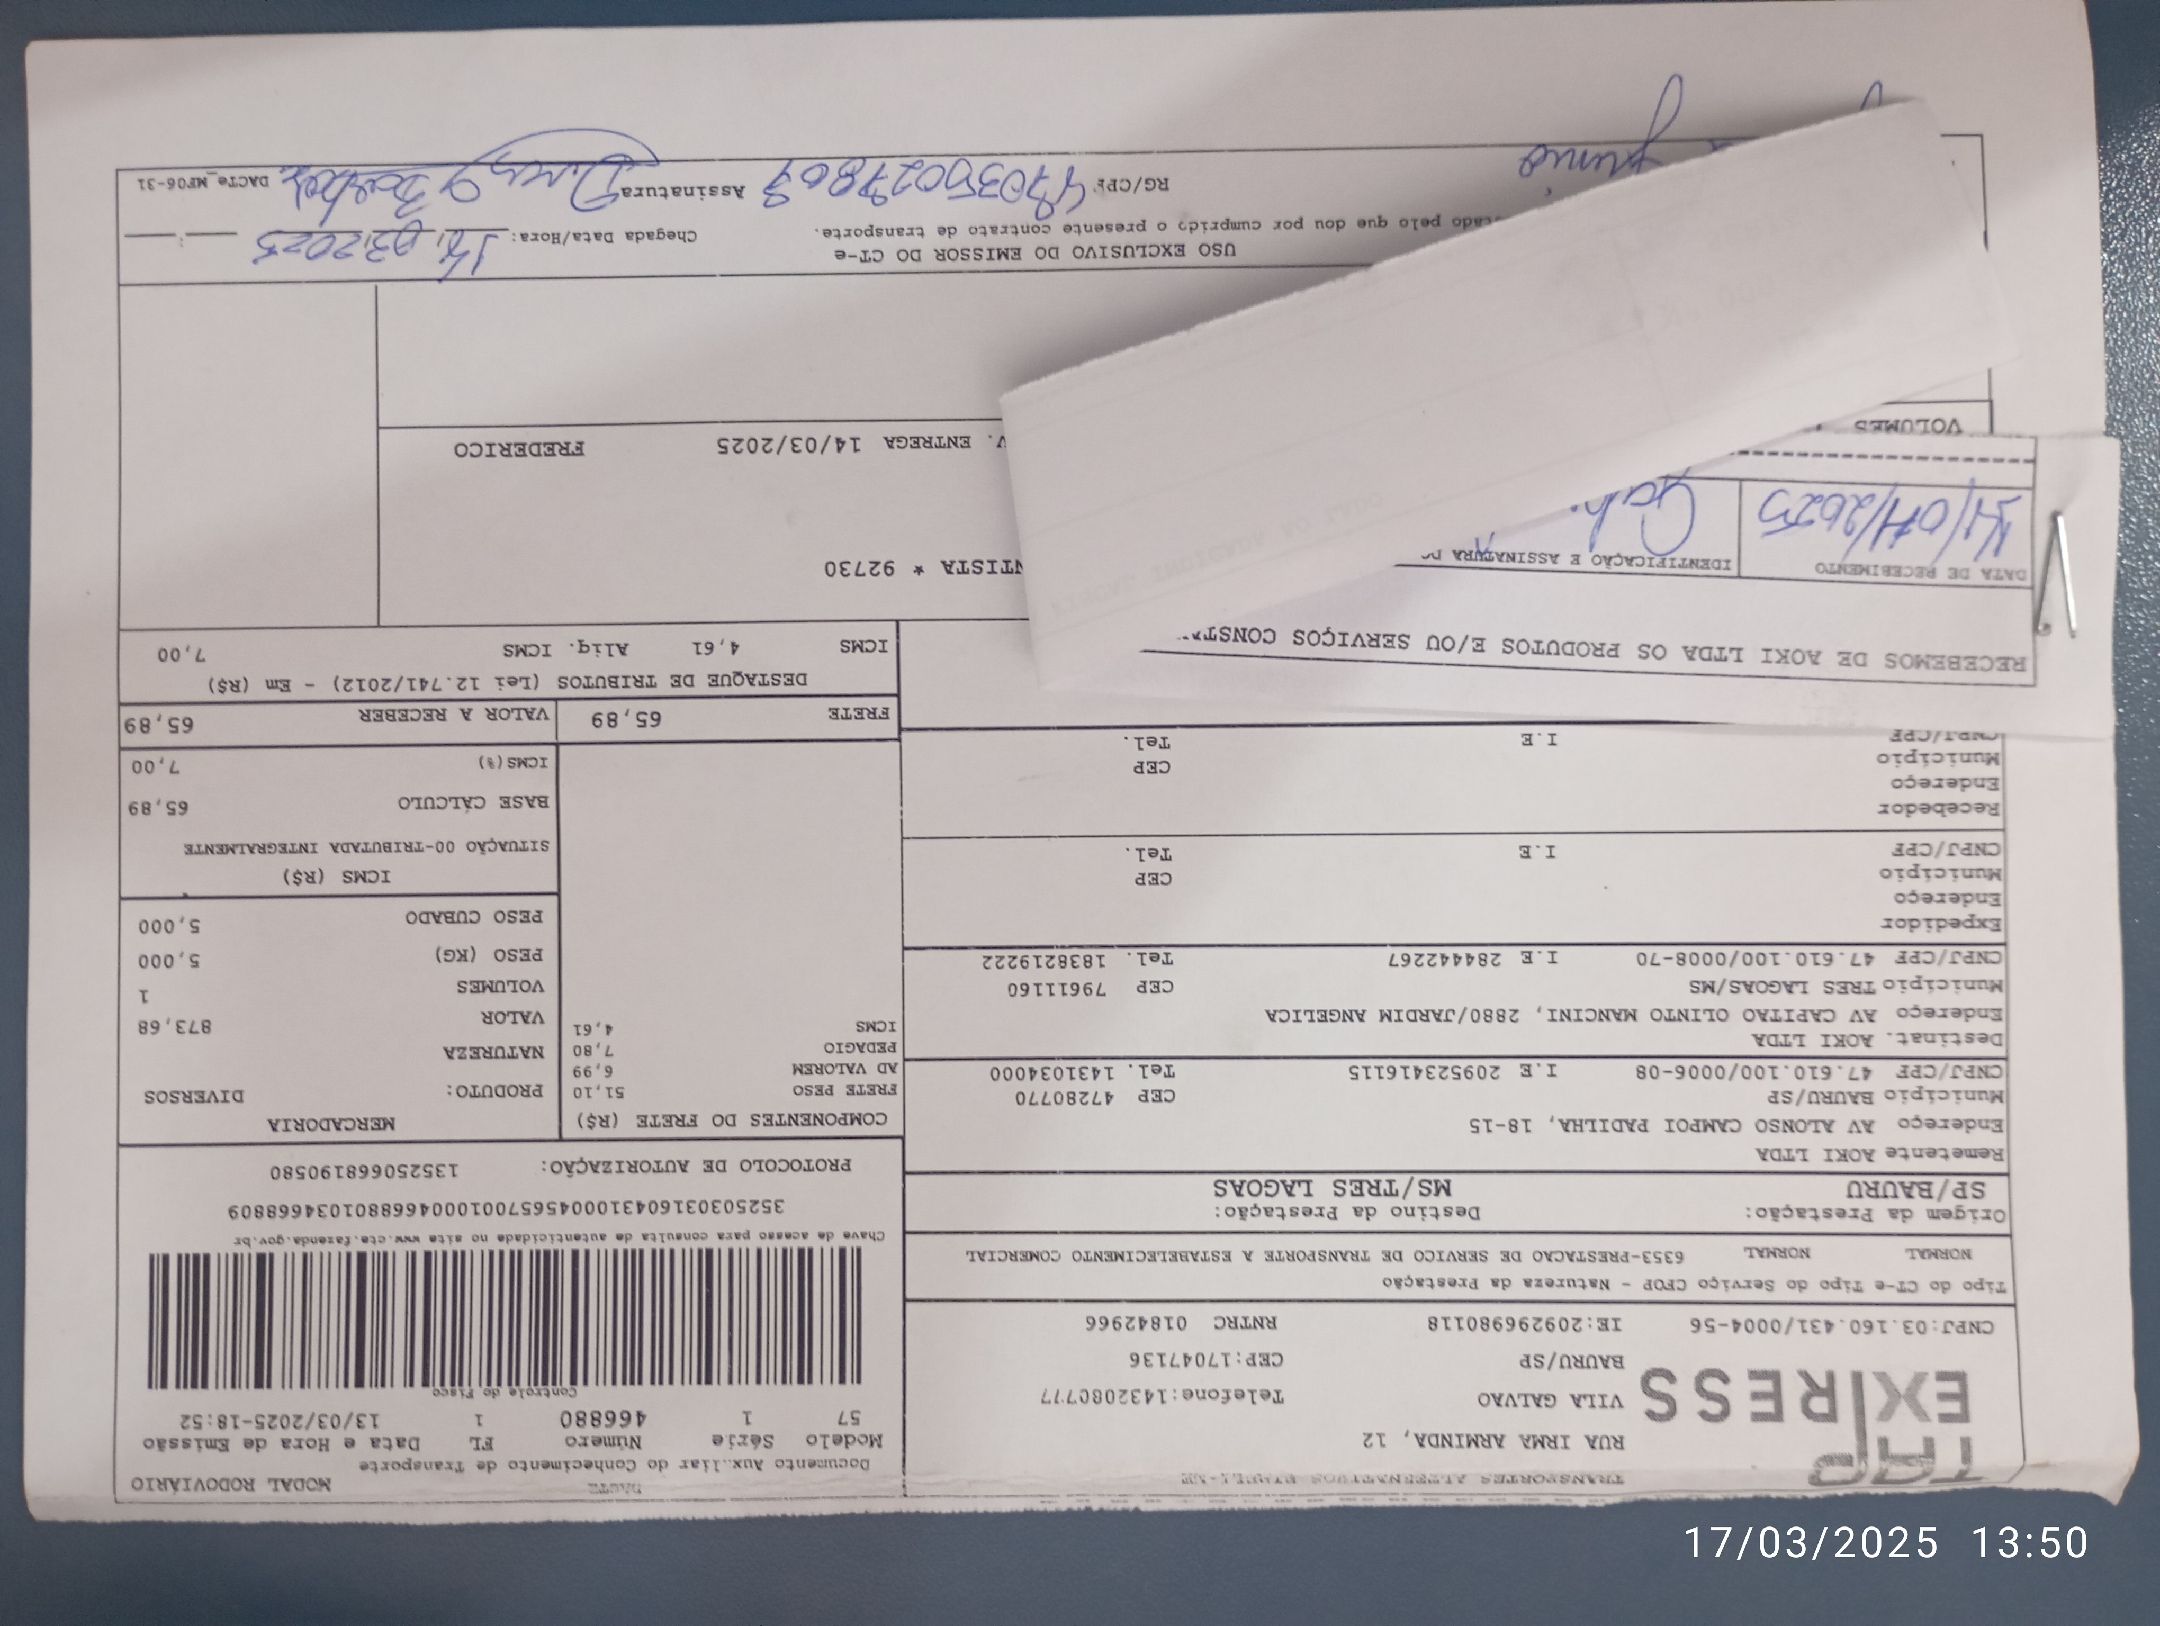 TRANSPORTES ALTERNATIVOS
TAP
EXPRESS
RUA IRMA ARMINDA, 12
VILA GALVAO
Telefone:1432080777
BAURU/SP
CEP:17047136
CNPJ:03.160.431/0004-56
IE:209296980118
RNTRC 01842966
Tipo do CT-e Tipo do Serviço CFOP - Natureza da Prestação
NORMAL NORMAL 6353-PRESTACAO DE SERVICO DE TRANSPORTE A ESTABELECIMENTO COMERCIAL
Origem da Prestação:
Destino da Prestação:
SP/BAURU
MS/TRES LAGOAS
DACTE
MODAL RODOVIÁRIO
Documento Aux..liar do Conhecimento de Transporte
Modelo Série Número FL Data e Hora de Emissão
57 1 466880 1 13/03/2025-18:52
Controle do Fisco
Chave de acesso para consulta de autenticidade no site www.cte.fazenda.gov.br
35250303160431000456570010004668801034668809
PROTOCOLO DE AUTORIZAÇÃO: 135250668190580
Remetente AOKI LTDA
Endereço AV ALONSO CAMPOI PADILHA, 18-15
Município BAURU/SP CEP 47280770
CNPJ/CPF 47.610.100/0006-08 I.E 209523416115 Tel. 1431034000
Destinat. AOKI LTDA
Endereço AV CAPITAO OLINTO MANCINI, 2880/JARDIM ANGELICA
Município TRES LAGOAS/MS CEP 79611160
CNPJ/CPF 47.610.100/0008-70 I.E 284442267 Tel. 1838219222
Expedidor
Endereço
Município CEP
CNPJ/CPF I.E Tel.
Recebedor
Endereço
Município CEP
CNPJ/CPF I.E Tel.
COMPONENTES DO FRETE (R$)
FRETE PESO 51,10
AD VALOREM 6,99
PEDAGIO 7,80
ICMS 4,61
MERCADORIA
PRODUTO: DIVERSOS
NATUREZA
VALOR 873,68
VOLUMES 1
PESO (KG) 5,000
PESO CUBADO 5,000
ICMS (R$)
SITUAÇÃO 00-TRIBUTADA INTEGRALMENTE
BASE CÁLCULO 65,89
ICMS(%) 7,00
FRETE 65,89 VALOR A RECEBER 65,89
DESTAQUE DE TRIBUTOS (Lei 12.741/2012) - Em (R$)
ICMS 4,61 Aliq. ICMS 7,00
RECEBEMOS DE AOKI LTDA OS PRODUTOS E/OU SERVIÇOS CONSTA
DATA DE RECEBIMENTO
IDENTIFICAÇÃO E ASSINATURA
NTISTA * 92730
V. ENTREGA 14/03/2025 FREDERICO
VOLUMES
USO EXCLUSIVO DO EMISSOR DO CT-e
tado pelo que dou por cumprido o presente contrato de transporte.
Chegada Data/Hora: 14,03,2025
RG/CPF 470350027807 Assinatura
DACTe_MF06-31
17/03/2025 13:50